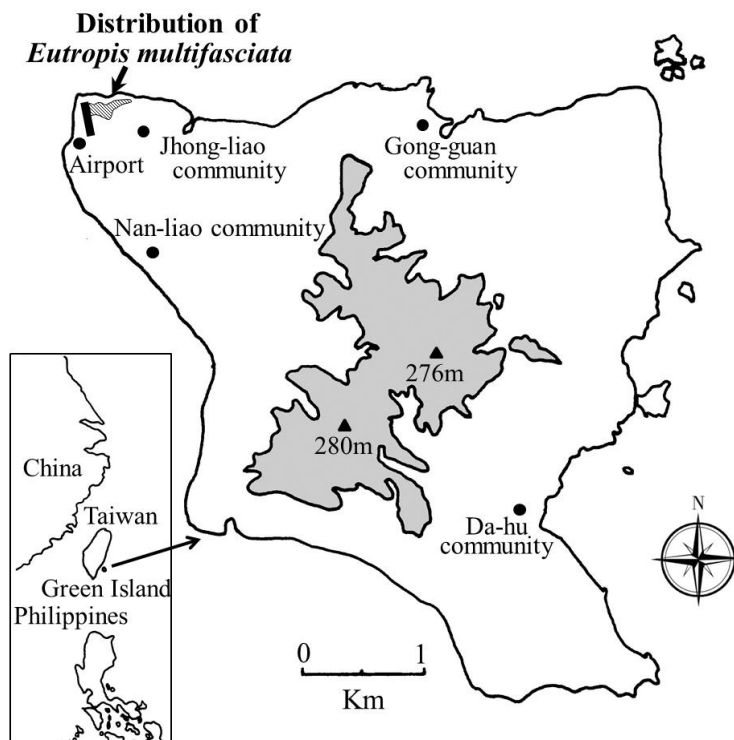 Distribution of
Eutropis multifasciata
Airport
Jhong-liao
community
Gong-guan
community
Nan-liao community
276m
280m
Da-hu
community
N
China
Taiwan
Green Island
Philippines
0 1
Km